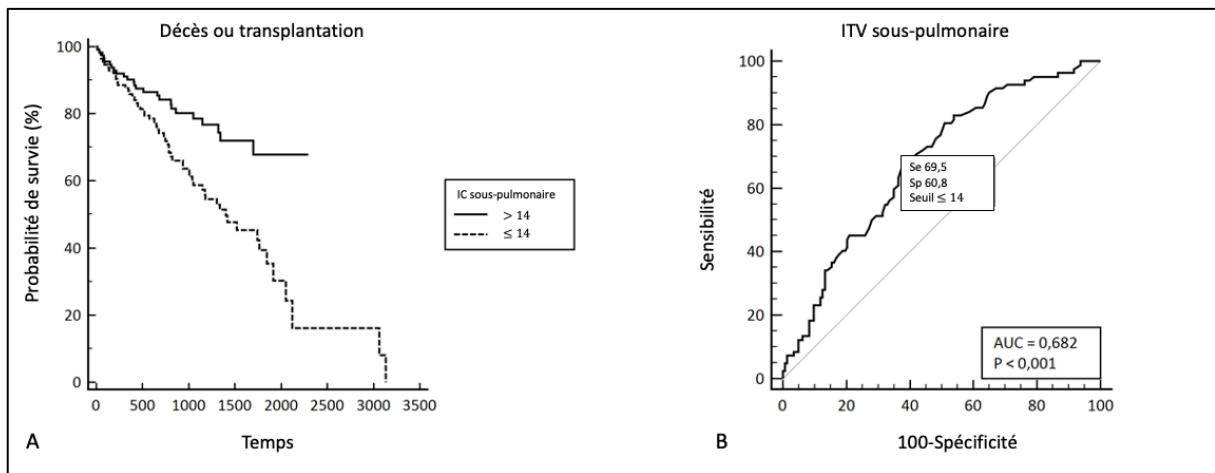 Décès ou transplantation
Probabilité de survie (%)
100
80
60
40
20
0
0 500 1000 1500 2000 2500 3000 3500
Temps
A
IC sous-pulmonaire
> 14
≤ 14
ITV sous-pulmonaire
Sensibilité
100
80
60
40
20
0
0 20 40 60 80 100
100-Spécificité
B
Se 69,5
Sp 60,8
Seuil ≤ 14
AUC = 0,682
P < 0,001